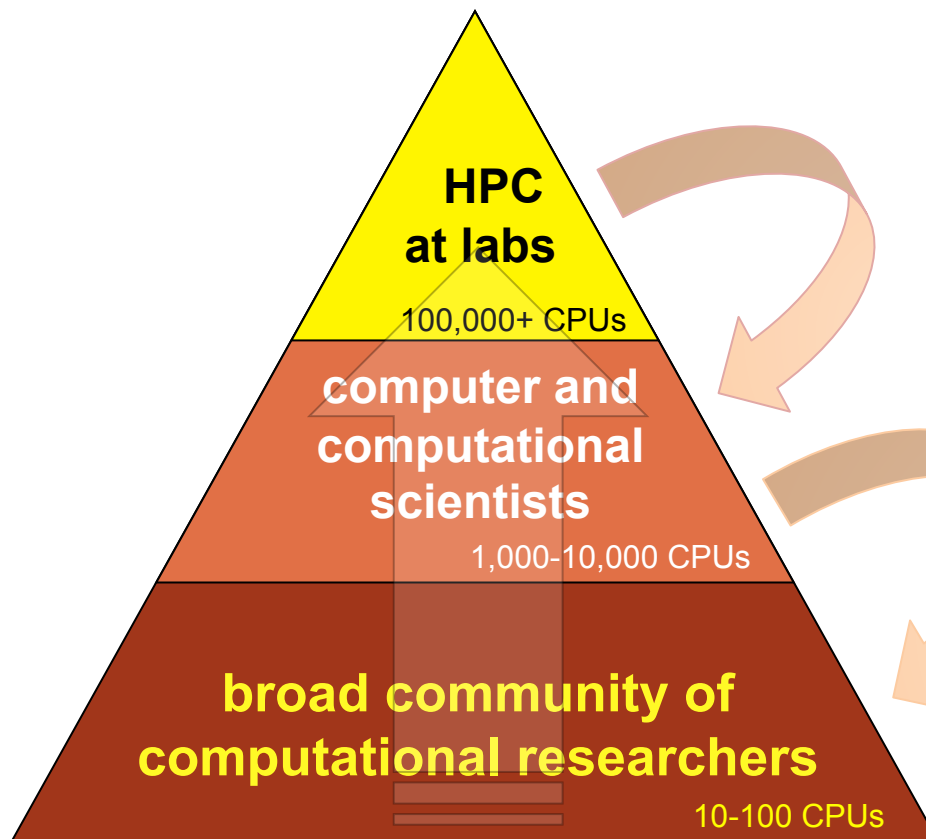 HPC
at labs
100,000+ CPUs
computer and
computational
scientists
1,000-10,000 CPUs
broad community of
computational researchers
10-100 CPUs